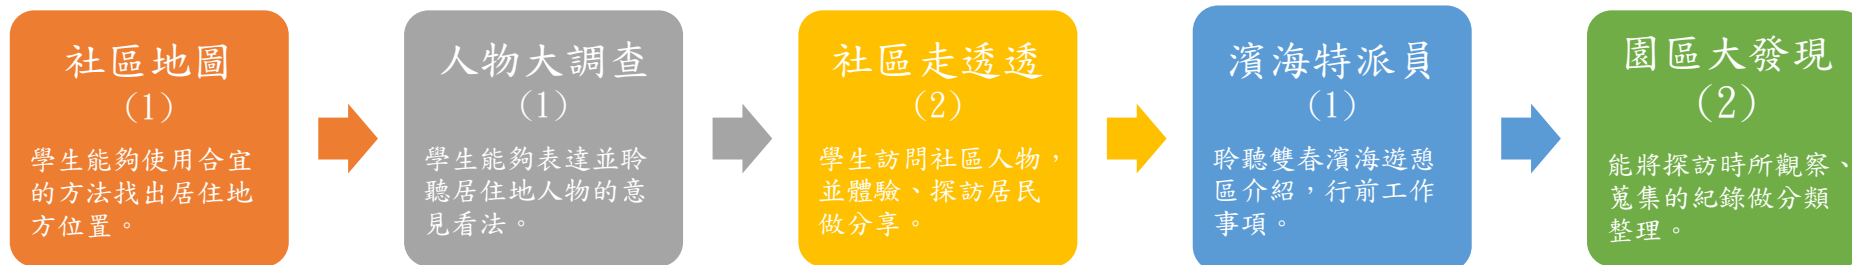 社區地圖
(1)
學生能夠使用合宜
的方法找出居住地
方位置。
人物大調查
(1)
學生能夠表達並聆
聽居住地人物的意
見看法。
社區走透透
(2)
學生訪問社區人物，
並體驗、探訪居民
做分享。
濱海特派員
(1)
聆聽雙春濱海遊憩
區介紹，行前工作
事項。
園區大發現
(2)
能將探訪時所觀察、
蒐集的紀錄做分類
整理。